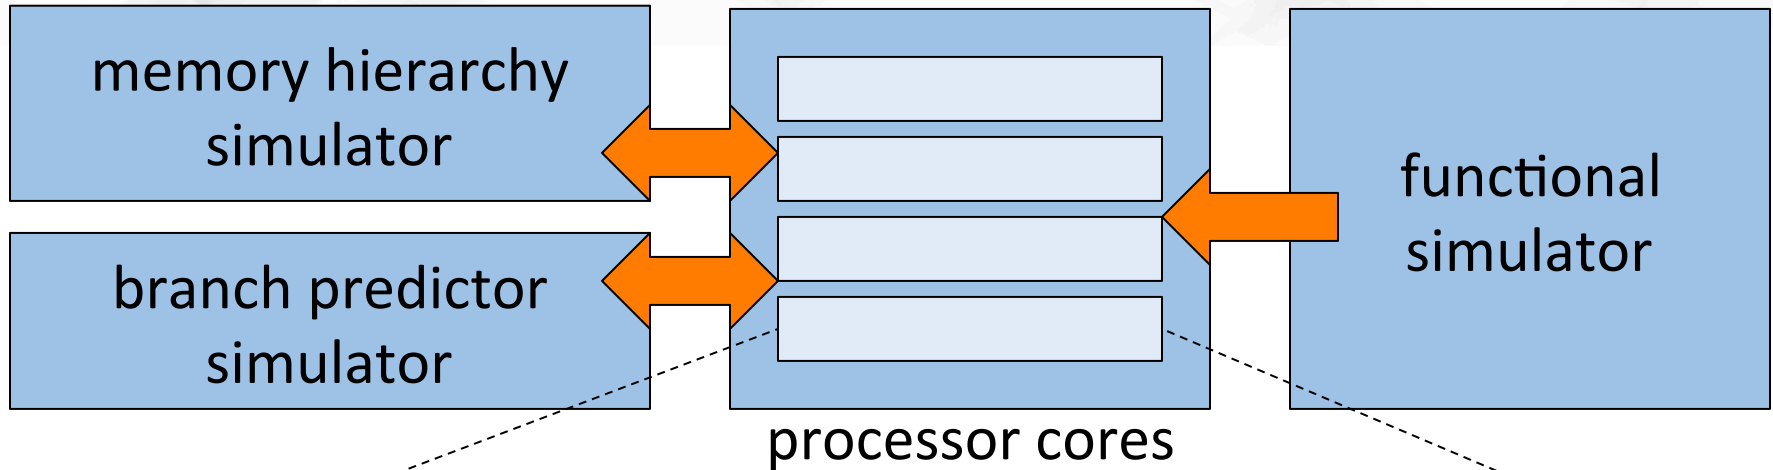 memory hierarchy
simulator
branch predictor
simulator
functional
simulator
processor cores